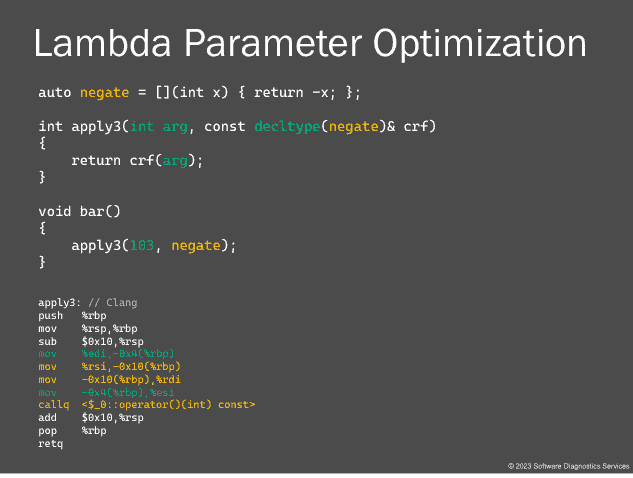 Lambda Parameter Optimization
auto negate = [](int x) { return -x; };
int apply3(int arg, const decltype(negate)& crf)
{
    return crf(arg);
}
void bar()
{
    apply3(103, negate);
}
apply3: // Clang
push   %rbp
mov    %rsp,%rbp
sub    $0x10,%rsp
mov    %edi,-0x4(%rbp)
mov    %rsi,-0x10(%rbp)
mov    -0x10(%rbp),%rdi
mov    -0x4(%rbp),%esi
callq  <$_0::operator()(int) const>
add    $0x10,%rsp
pop    %rbp
retq
© 2023 Software Diagnostics Services